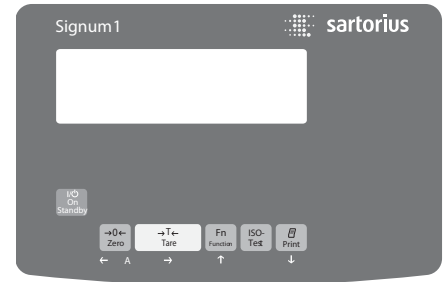 Signum1
sartorius
I/⏻
On
Standby
→0←
Zero
→T←
Tare
Fn
Function
ISO-
Test
Print
← A → ↑ ↓